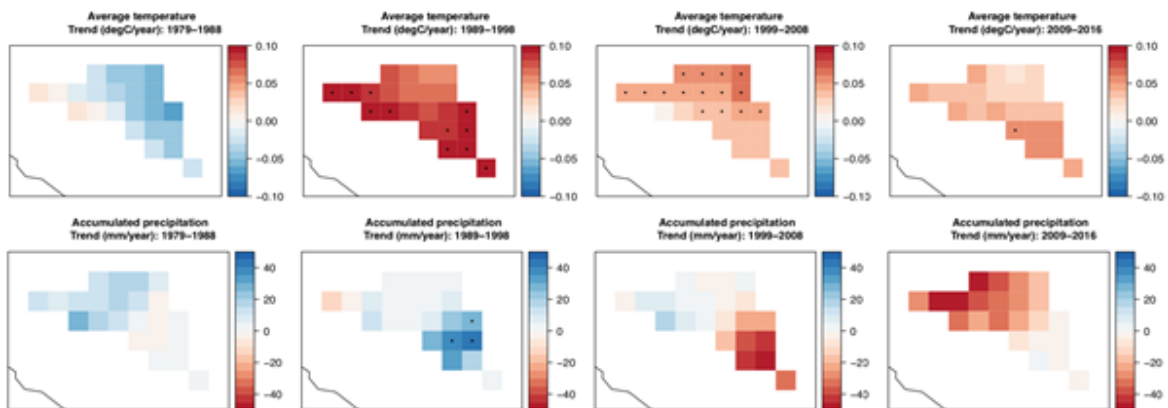 Average temperature
Trend (degC/year): 1979–1988
0.10
0.05
0.00
−0.05
−0.10
Average temperature
Trend (degC/year): 1989–1998
0.10
0.05
0.00
−0.05
−0.10
Average temperature
Trend (degC/year): 1999–2008
0.10
0.05
0.00
−0.05
−0.10
Average temperature
Trend (degC/year): 2009–2016
0.10
0.05
0.00
−0.05
−0.10
Accumulated precipitation
Trend (mm/year): 1979–1988
40
20
0
−20
−40
Accumulated precipitation
Trend (mm/year): 1989–1998
40
20
0
−20
−40
Accumulated precipitation
Trend (mm/year): 1999–2008
40
20
0
−20
−40
Accumulated precipitation
Trend (mm/year): 2009–2016
40
20
0
−20
−40